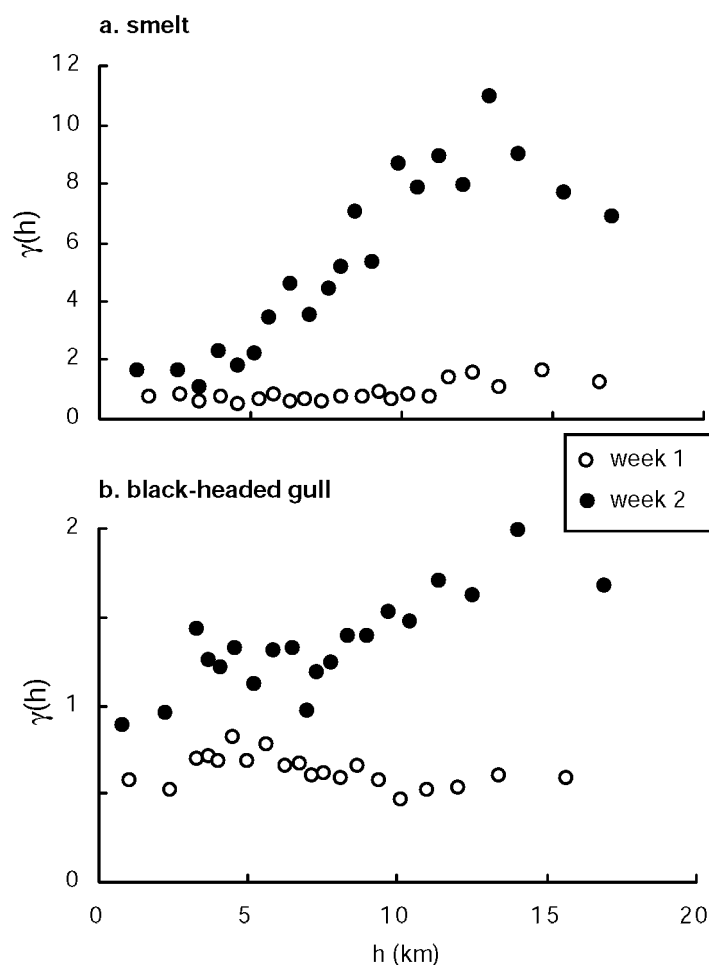 a. smelt
12
10
8
6
4
2
0
γ(h)
week 1
week 2
b. black-headed gull
2
1
0
γ(h)
0 5 10 15 20
h (km)